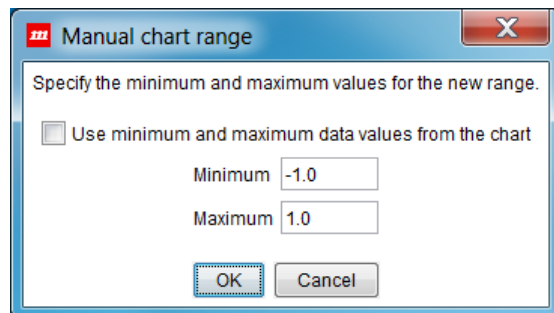 m Manual chart range
Specify the minimum and maximum values for the new range.
Use minimum and maximum data values from the chart
Minimum -1.0
Maximum 1.0
OK Cancel